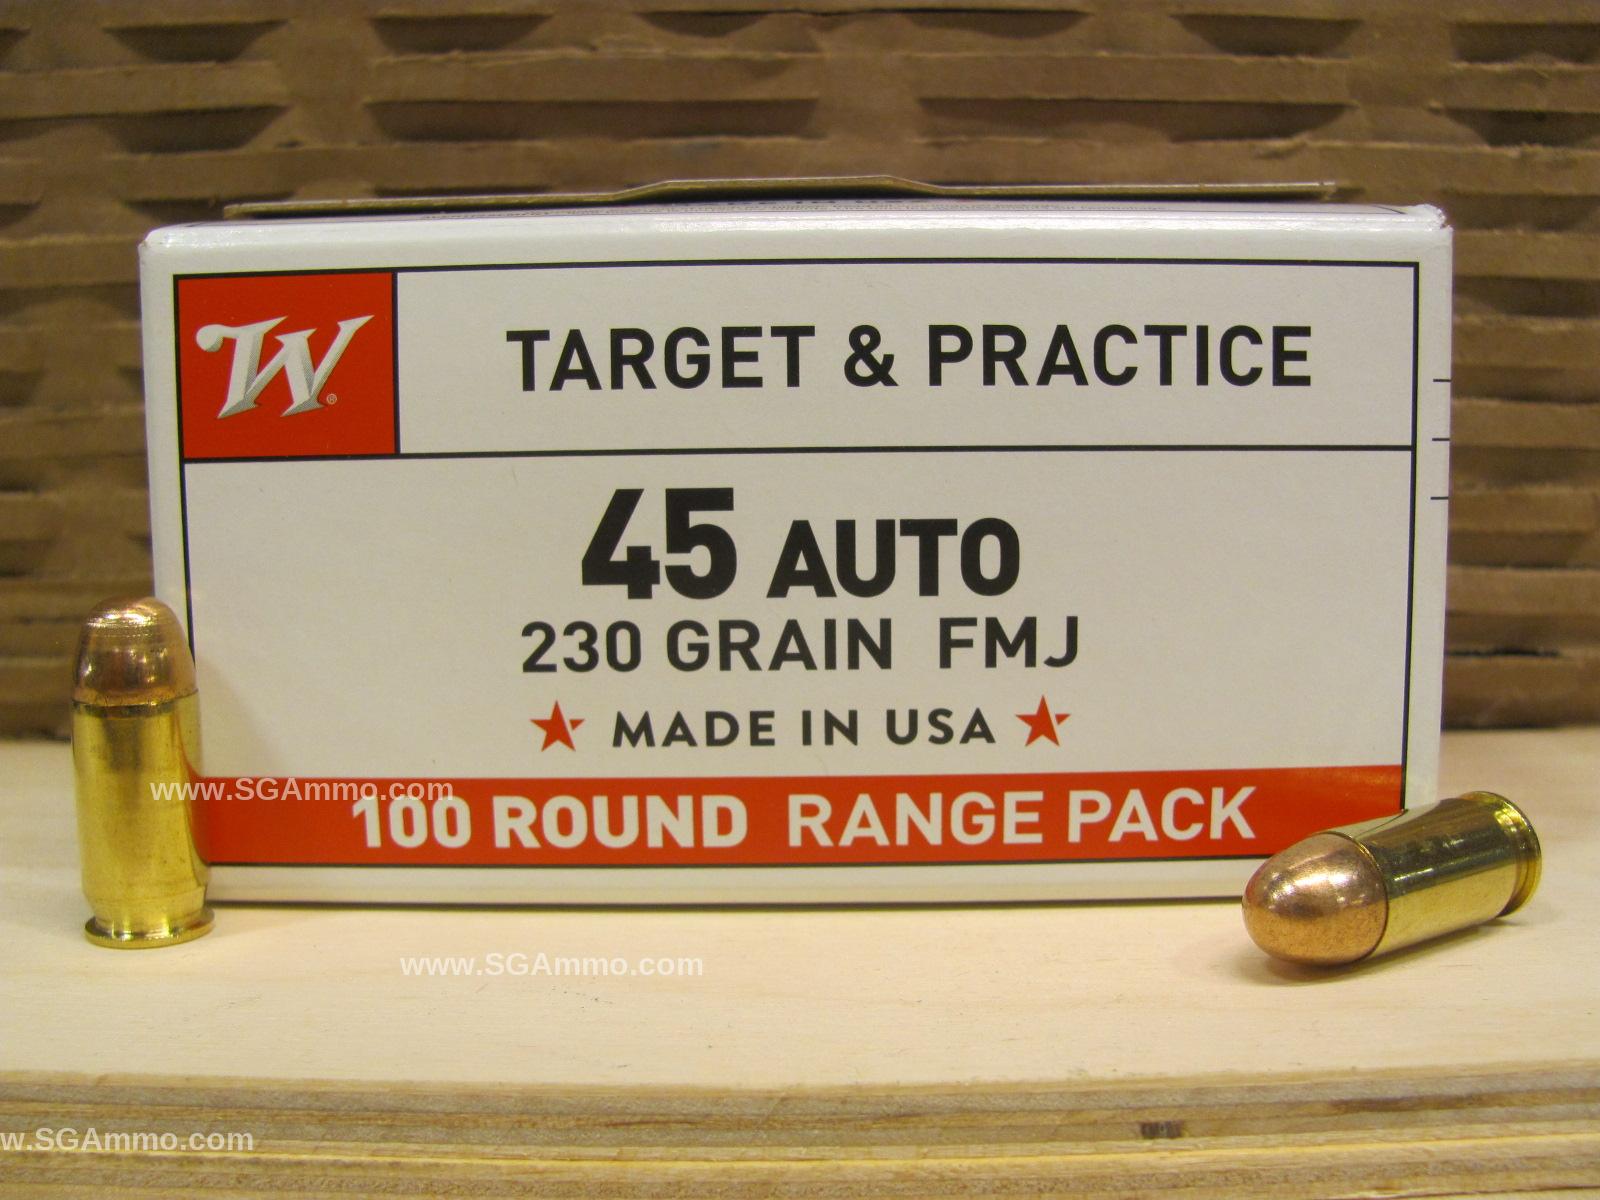 W®
TARGET & PRACTICE
45 AUTO
230 GRAIN FMJ
MADE IN USA
www.SGAmmo.com
100 ROUND RANGE PACK
www.SGAmmo.com
w.SGAmmo.com